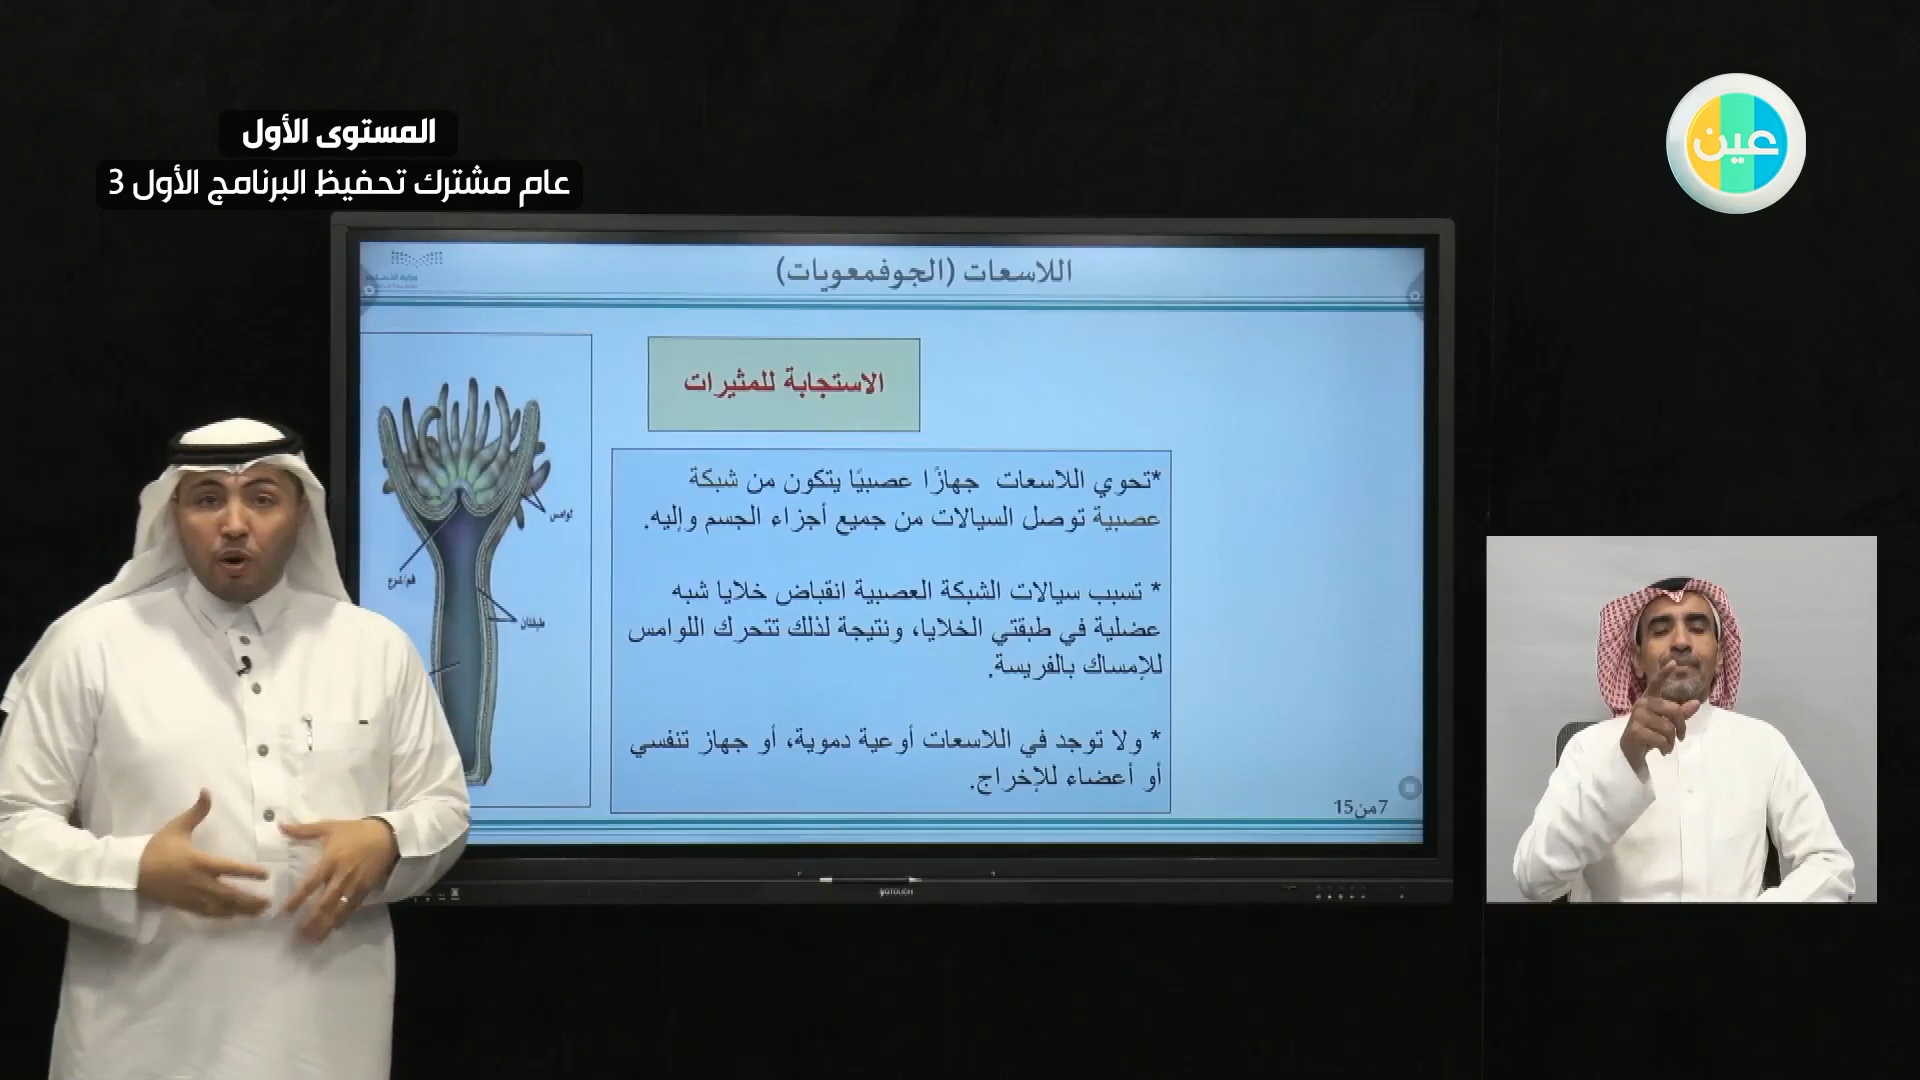 المستوى الأول
عام مشترك تحفيظ البرنامج الأول 3
عين
اللاسعات (الجوفمعويات)
الاستجابة للمثيرات
*تحوي اللاسعات جهازًا عصبيًا يتكون من شبكة
عصبية توصل السيالات من جميع أجزاء الجسم وإليه.
* تسبب سيالات الشبكة العصبية انقباض خلايا شبه
عضلية في طبقتي الخلايا، ونتيجة لذلك تتحرك اللوامس
للإمساك بالفريسة.
* ولا توجد في اللاسعات أوعية دموية، أو جهاز تنفسي
أو أعضاء للإخراج.
لوامس
فم/شرج
طبقتان
7من15